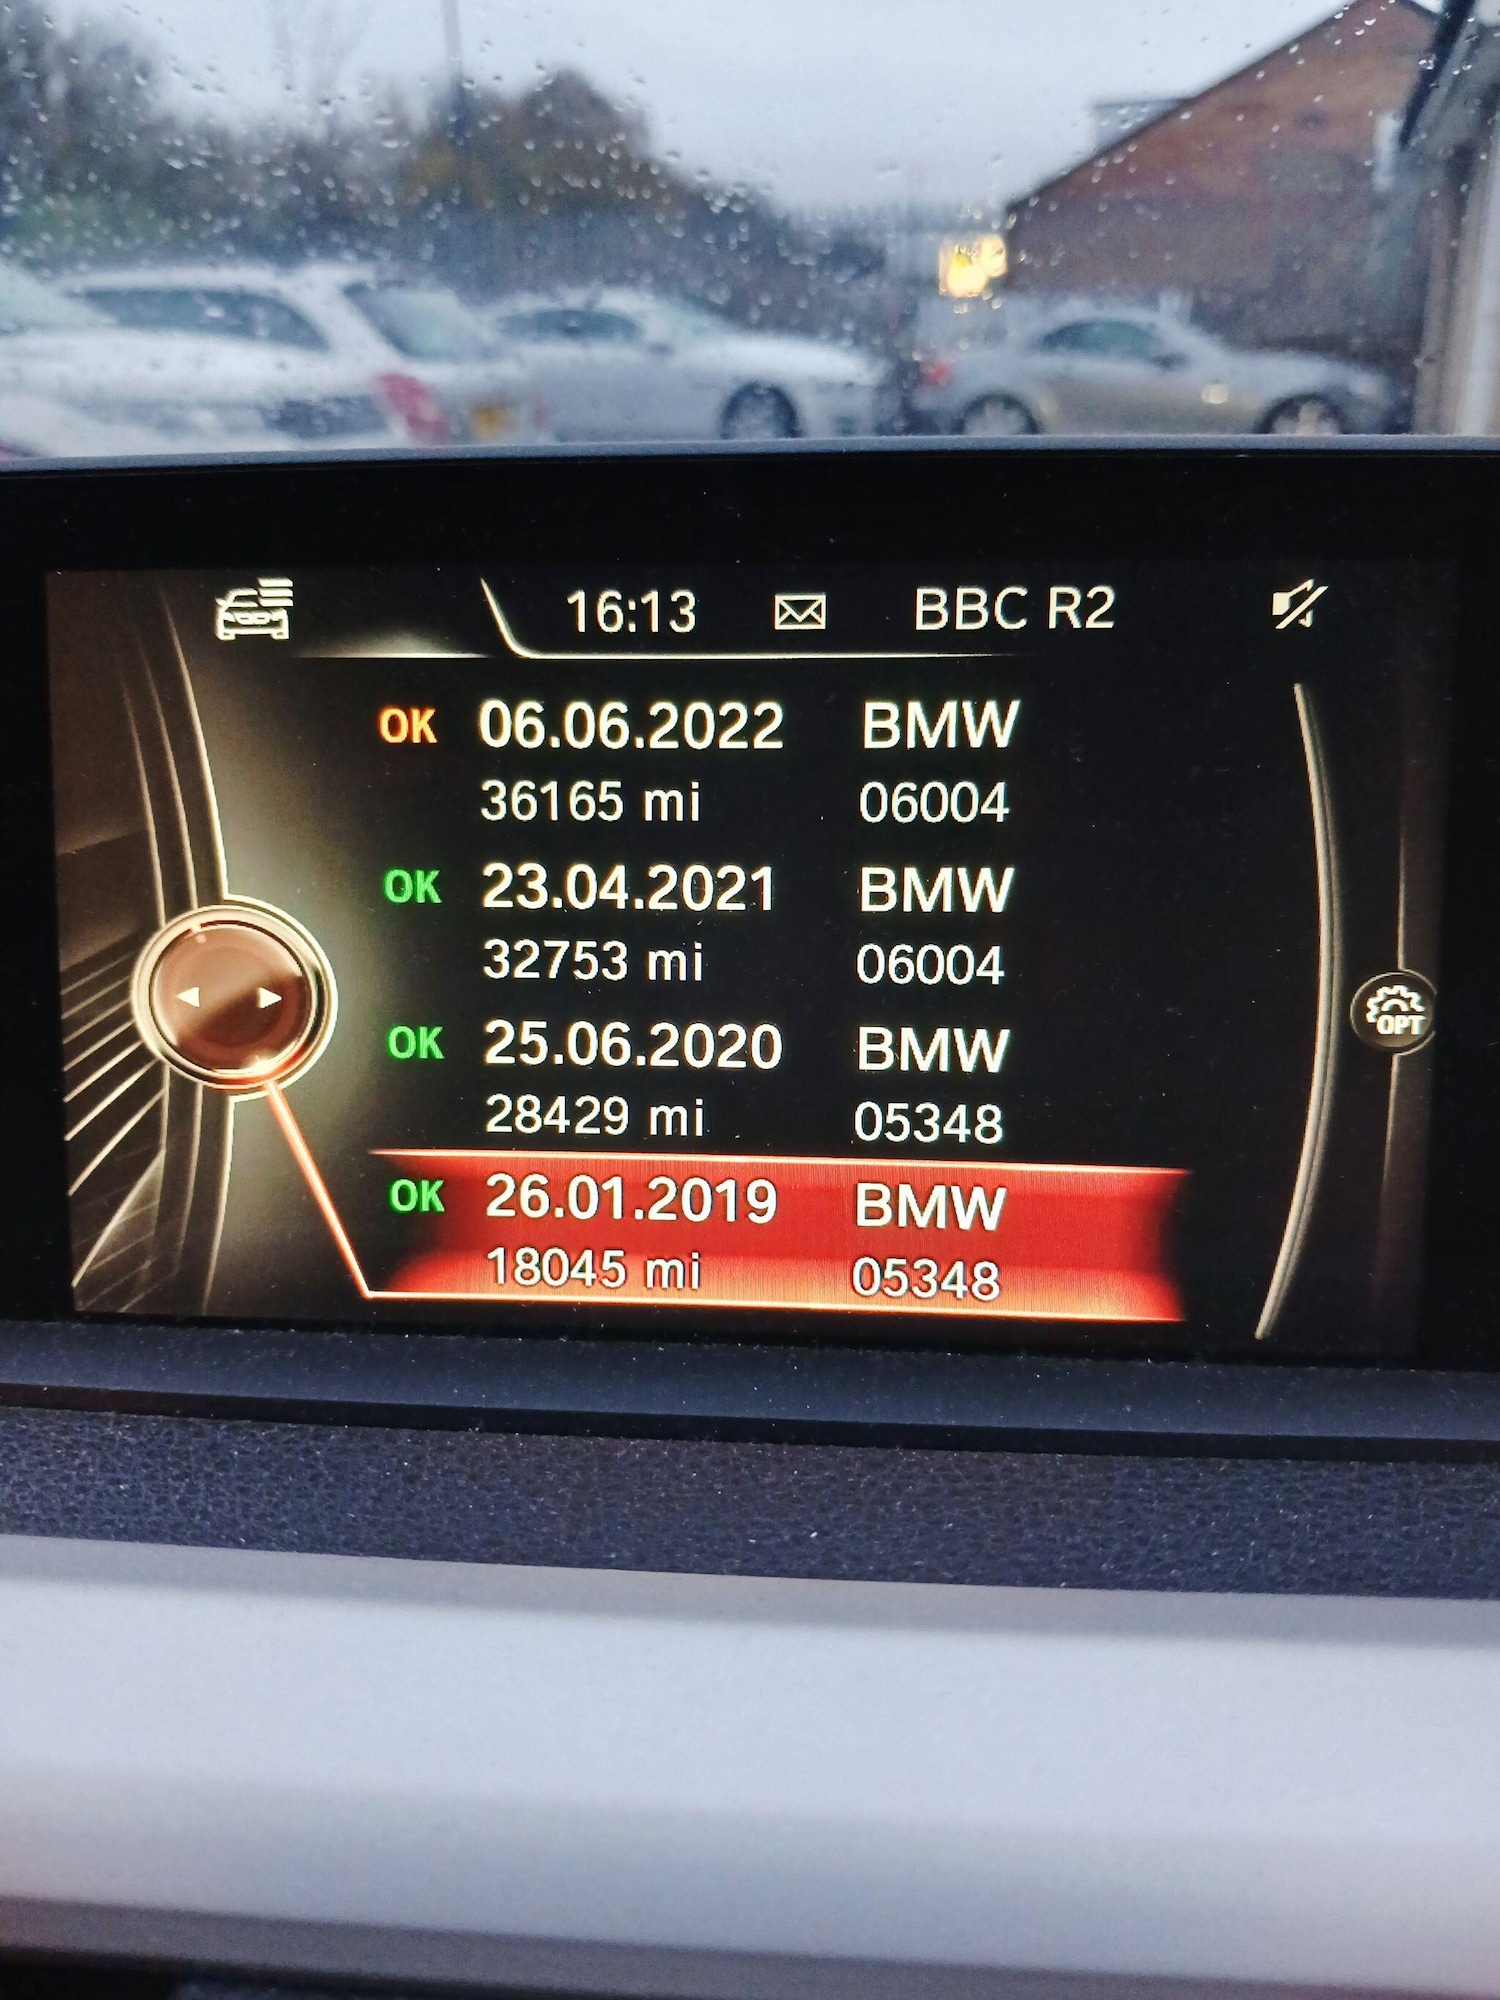 16:13 BBC R2
OK 06.06.2022 BMW
36165 mi 06004
OK 23.04.2021 BMW
32753 mi 06004
OK 25.06.2020 BMW
28429 mi 05348
OK 26.01.2019 BMW
18045 mi 05348
OPT